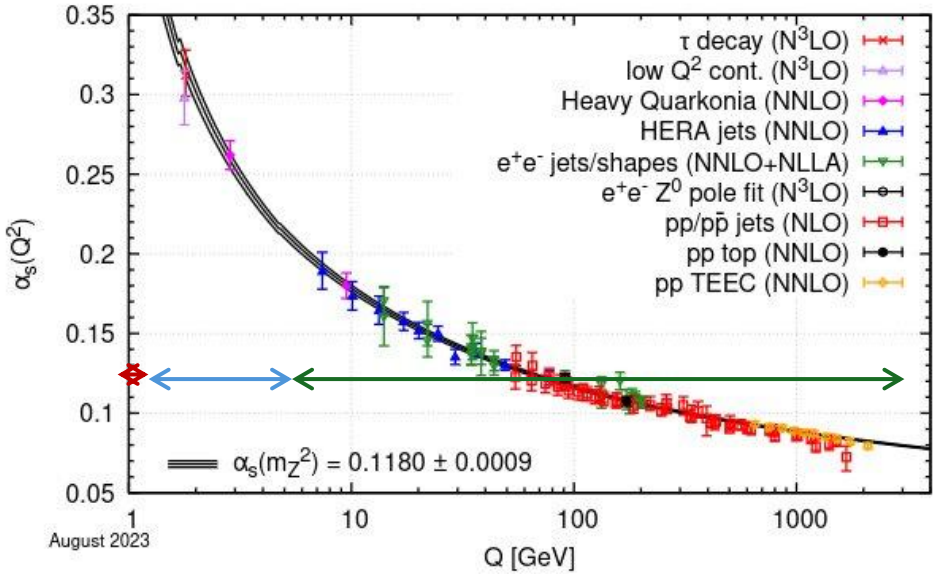 0.35
0.3
0.25
0.2
0.15
0.1
0.05
αs(Q²)
τ decay (N³LO)
low Q² cont. (N³LO)
Heavy Quarkonia (NNLO)
HERA jets (NNLO)
e⁺e⁻ jets/shapes (NNLO+NLLA)
e⁺e⁻ Z⁰ pole fit (N³LO)
pp/pp̄ jets (NLO)
pp top (NNLO)
pp TEEC (NNLO)
αs(mZ²) = 0.1180 ± 0.0009
1 10 100 1000
August 2023
Q [GeV]